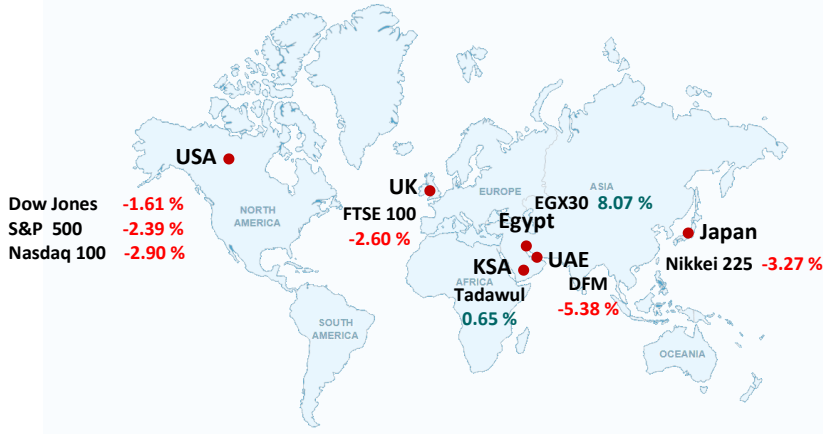 USA
Dow Jones -1.61 %
S&P 500 -2.39 %
Nasdaq 100 -2.90 %
NORTH
AMERICA
SOUTH
AMERICA
UK
FTSE 100
-2.60 %
EUROPE
ASIA
EGX30 8.07 %
Egypt
UAE
DFM
-5.38 %
KSA
AFRICA
Tadawul
0.65 %
Japan
Nikkei 225 -3.27 %
OCEANIA